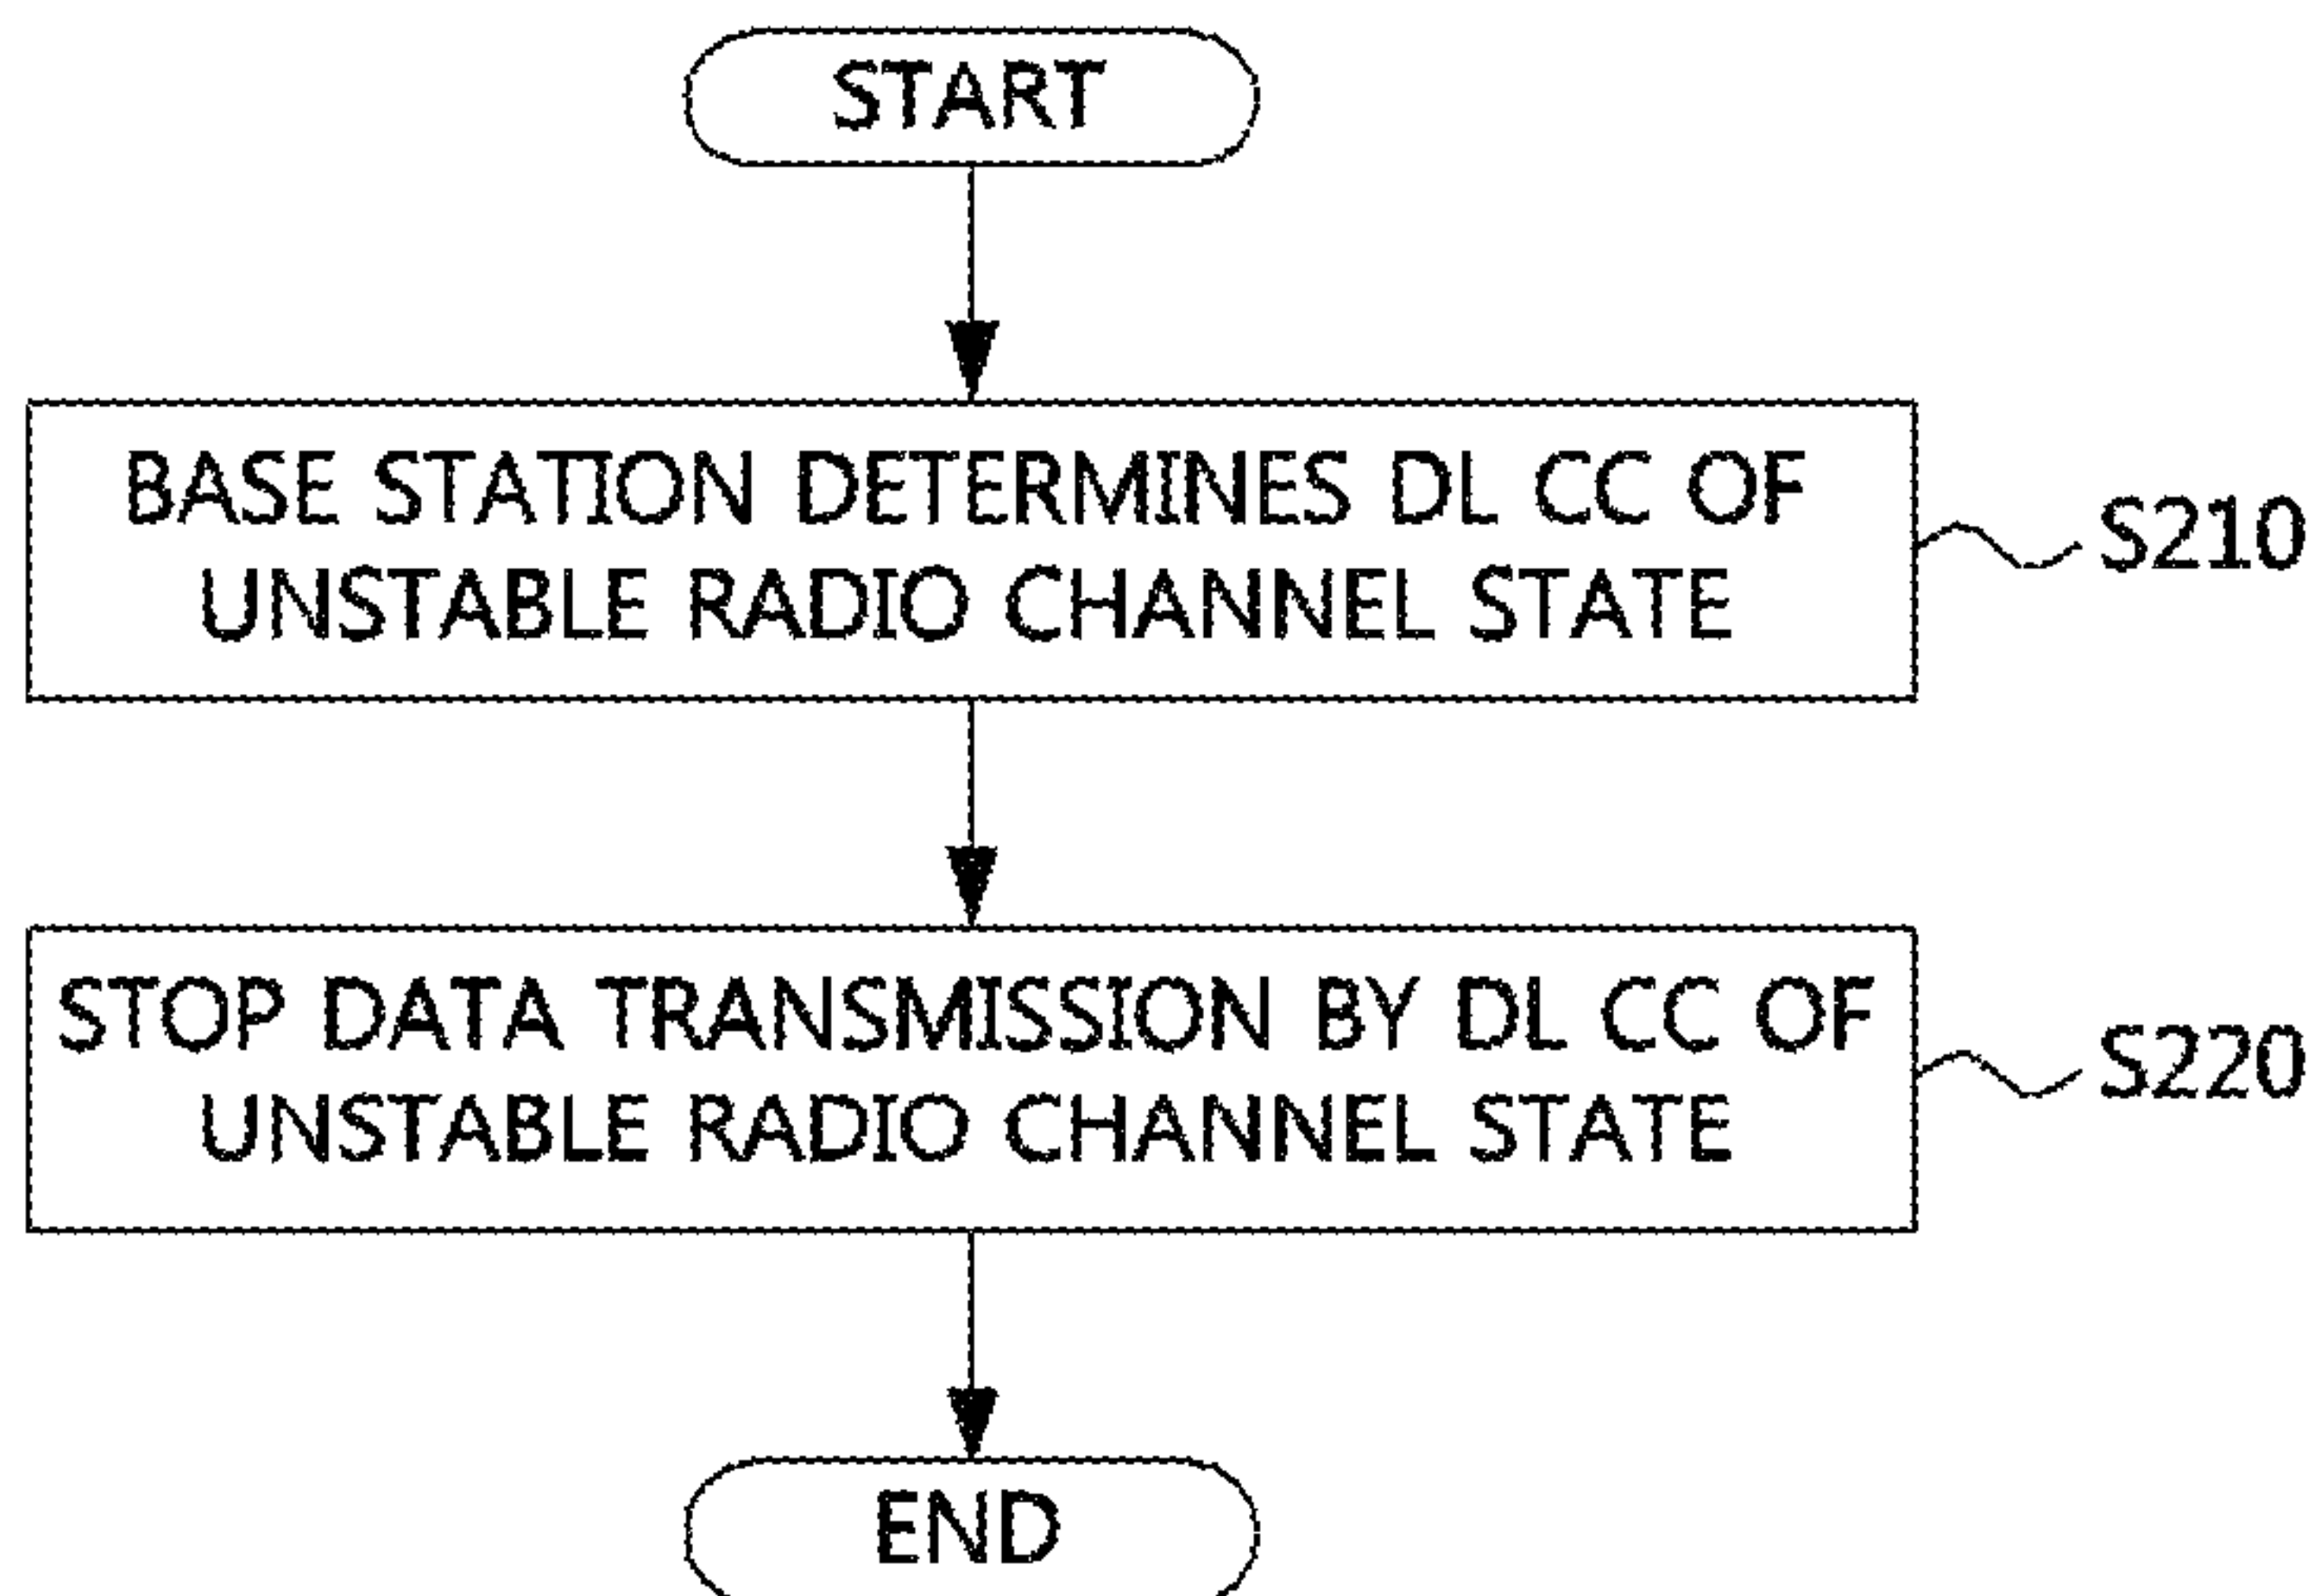 START
BASE STATION DETERMINES DL CC OF
UNSTABLE RADIO CHANNEL STATE
S210
STOP DATA TRANSMISSION BY DL CC OF
UNSTABLE RADIO CHANNEL STATE
S220
END